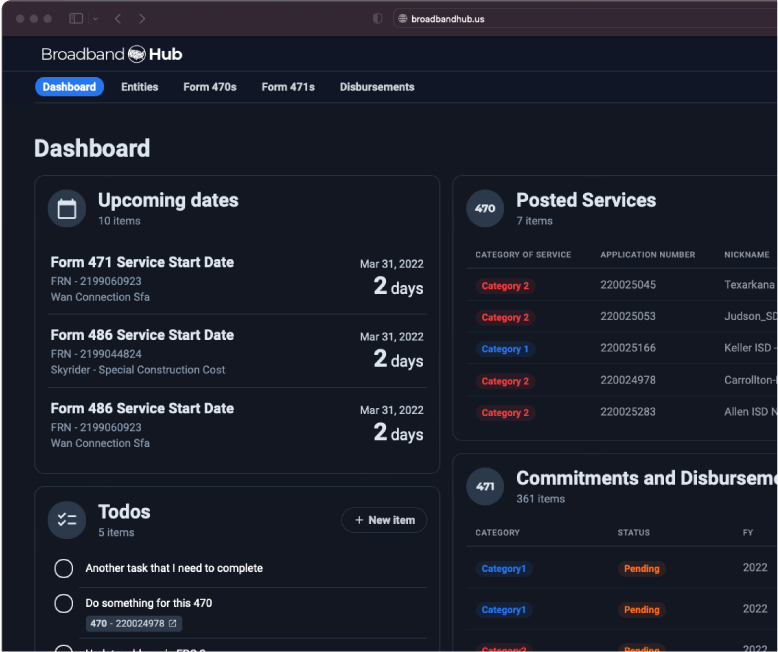 broadbandhub.us
Broadband Hub
Dashboard Entities Form 470s Form 471s Disbursements
Dashboard
Upcoming dates
10 items
Form 471 Service Start Date
Mar 31, 2022
FRN - 2199060923
2 days
Wan Connection Sfa
Form 486 Service Start Date
Mar 31, 2022
FRN - 2199044824
2 days
Skyrider - Special Construction Cost
Form 486 Service Start Date
Mar 31, 2022
FRN - 2199060923
2 days
Wan Connection Sfa
Todos
5 items
+ New item
Another task that I need to complete
Do something for this 470
470 - 220024978
470
Posted Services
7 items
CATEGORY OF SERVICE APPLICATION NUMBER NICKNAME
Category 2 220025045 Texarkana
Category 2 220025053 Judson_SD
Category 1 220025166 Keller ISD -
Category 2 220024978 Carrollton-
Category 2 220025283 Allen ISD N
471
Commitments and Disburseme
361 items
CATEGORY STATUS FY
Category1 Pending 2022
Category1 Pending 2022
Category2 Pending 2022